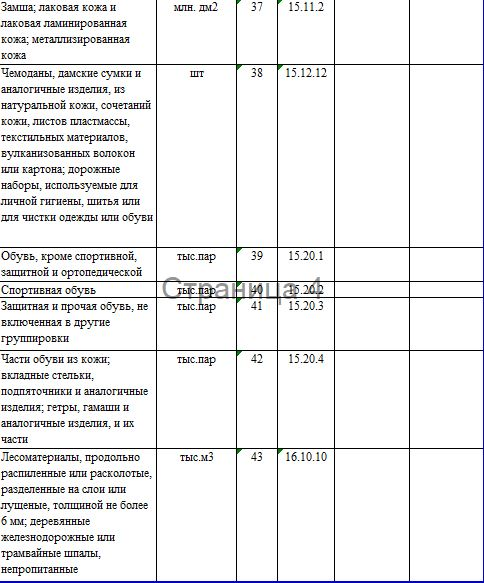 Замша; лаковая кожа и млн. дм2 37 15.11.2
лаковая ламинированная
кожа; металлизированная
кожа
Чемоданы, дамские сумки и шт 38 15.12.12
аналогичные изделия, из
натуральной кожи, сочетаний
кожи, листов пластмассы,
текстильных материалов,
вулканизованных волокон
или картона; дорожные
наборы, используемые для
личной гигиены, шитья или
для чистки одежды или обуви
Обувь, кроме спортивной, тыс.пар 39 15.20.1
защитной и ортопедической
Спортивная обувь тыс.пар 40 15.20.2
Страница 4
Защитная и прочая обувь, не тыс.пар 41 15.20.3
включенная в другие
группировки
Части обуви из кожи; тыс.пар 42 15.20.4
вкладные стельки,
подпяточники и аналогичные
изделия; гетры, гамаши и
аналогичные изделия, и их
части
Лесоматериалы, продольно тыс.м3 43 16.10.10
распиленные или расколотые,
разделенные на слои или
лущеные, толщиной не более
6 мм; деревянные
железнодорожные или
трамвайные шпалы,
непропитанные